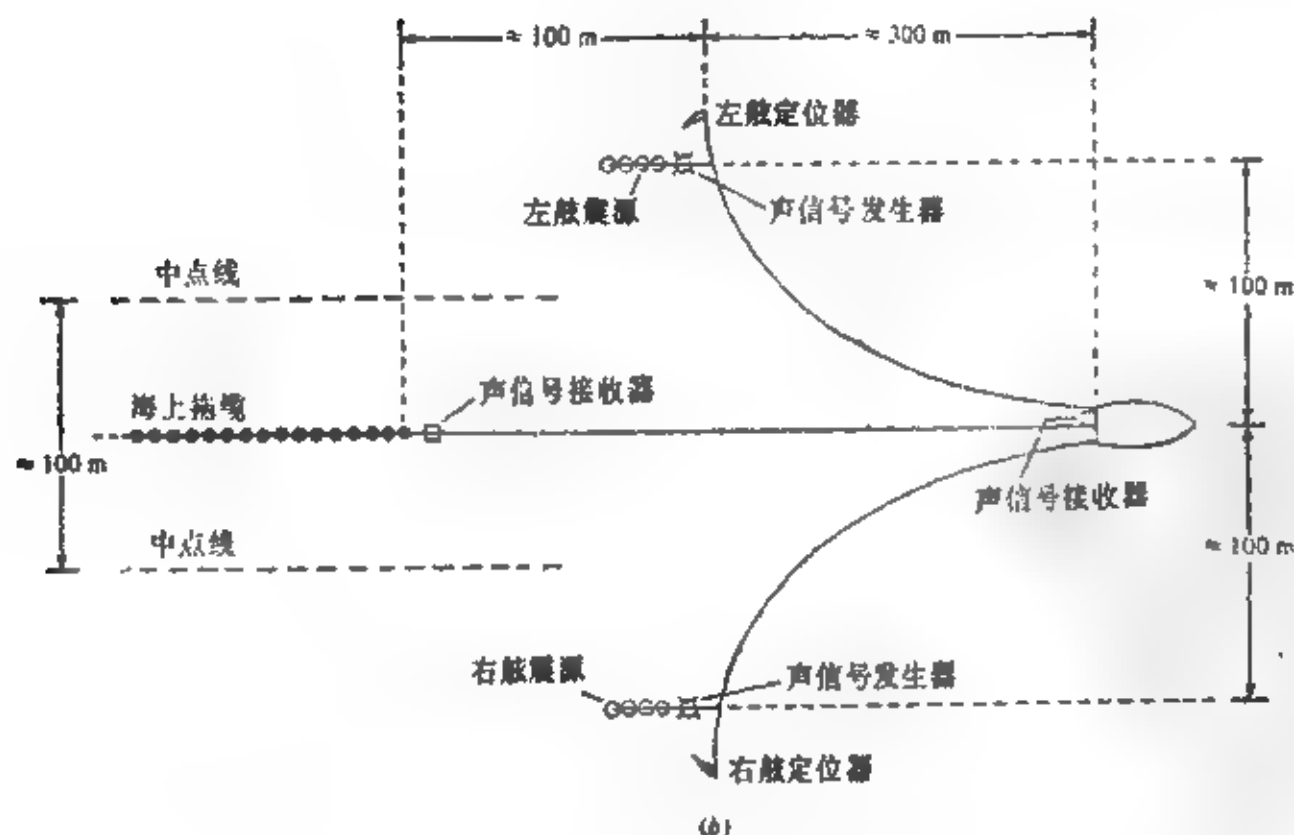 ≈ 100 m
≈ 300 m
左舷定位器
左舷震源
声信号发生器
中点线
≈ 100 m
声信号接收器
海上拖缆
≈ 100 m
声信号接收器
中点线
≈ 100 m
右舷震源
声信号发生器
右舷定位器
(b)